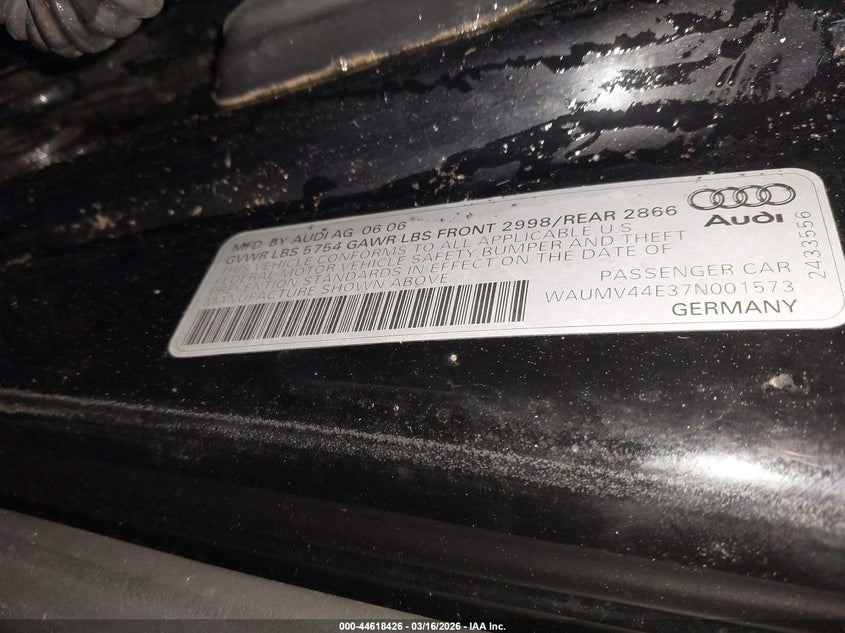 MFD BY AUDI AG 06 06
GVWR LBS 5754 GAWR LBS FRONT 2998/REAR 2866
THIS VEHICLE CONFORMS TO ALL APPLICABLE U S
FEDERAL MOTOR VEHICLE SAFETY BUMPER AND THEFT
PREVENTION STANDARDS IN EFFECT ON THE DATE OF
MANUFACTURE SHOWN ABOVE
Audi
PASSENGER CAR
WAUMV44E37N001573
GERMANY
2433556
000-44618426 - 03/16/2026 - IAA Inc.